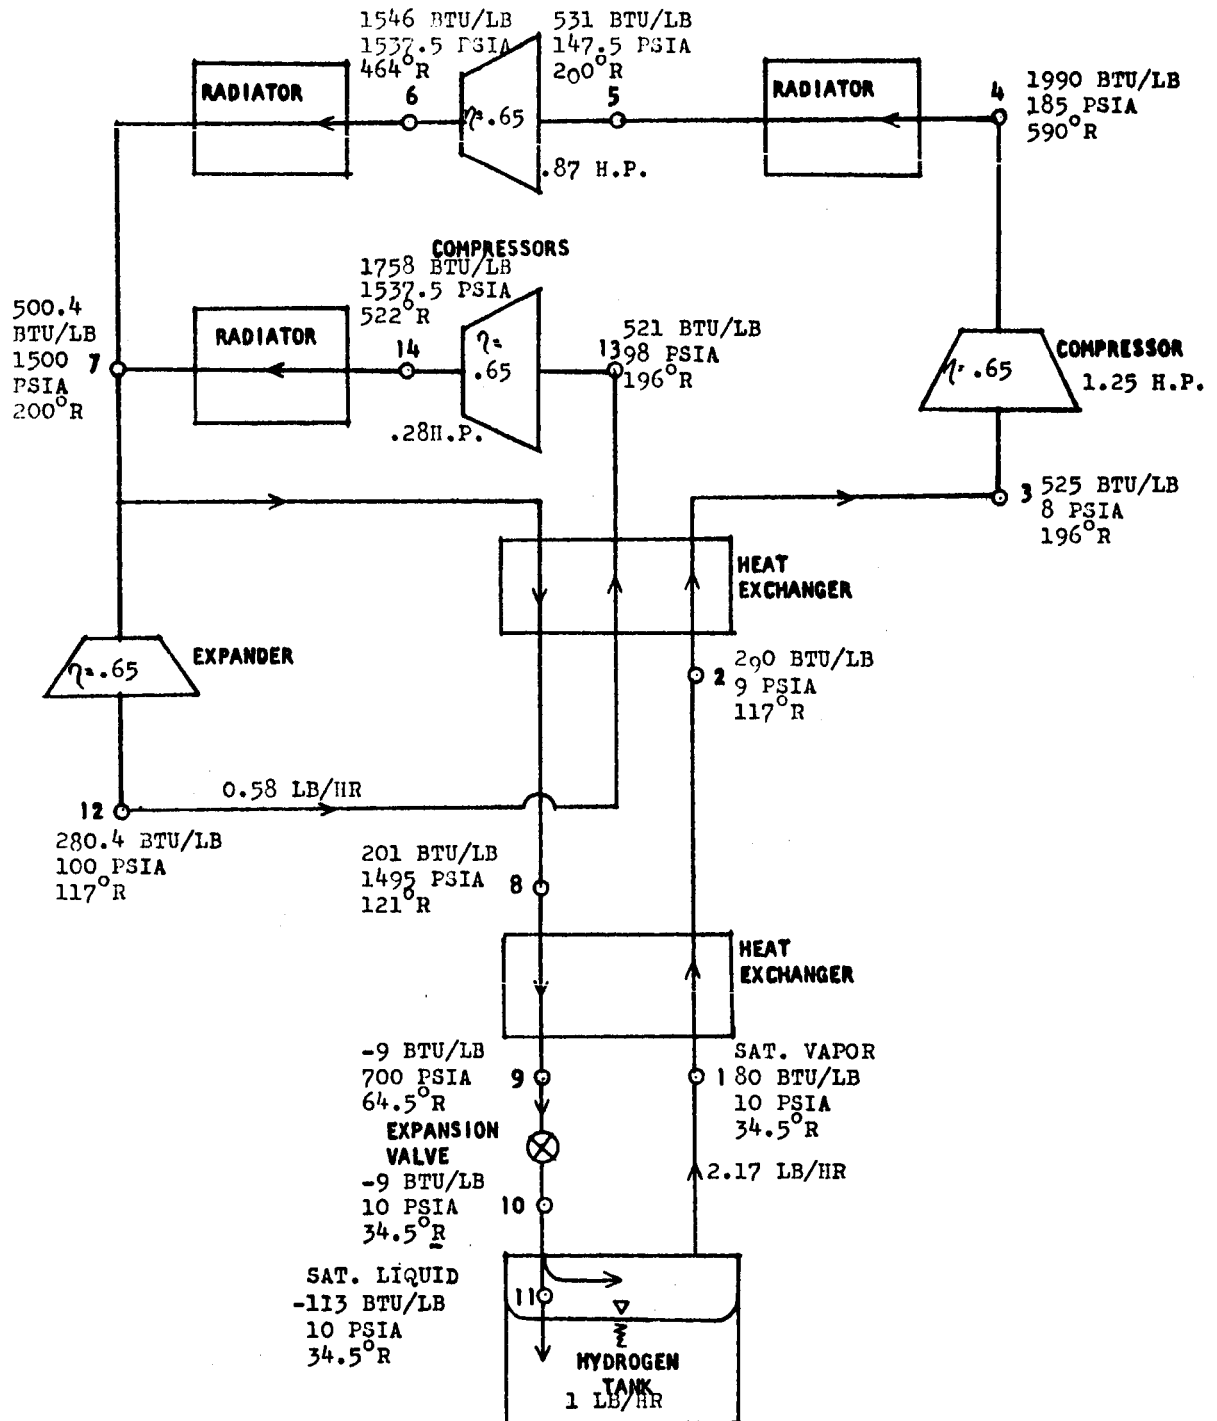 1546 BTU/LB
1537.5 PSIA
464°R
6
531 BTU/LB
147.5 PSIA
200°R
5
RADIATOR
η=.65
.87 H.P.
RADIATOR
4
1990 BTU/LB
185 PSIA
590°R
COMPRESSORS
1758 BTU/LB
1537.5 PSIA
522°R
14
RADIATOR
η=
.65
.28H.P.
13
521 BTU/LB
98 PSIA
196°R
500.4
BTU/LB
1500
PSIA
200°R
7
COMPRESSOR
η=.65
1.25 H.P.
3
525 BTU/LB
8 PSIA
196°R
HEAT
EXCHANGER
EXPANDER
η=.65
2
290 BTU/LB
9 PSIA
117°R
0.58 LB/HR
12
280.4 BTU/LB
100 PSIA
117°R
201 BTU/LB
1495 PSIA
121°R
8
HEAT
EXCHANGER
-9 BTU/LB
700 PSIA
64.5°R
9
SAT. VAPOR
1
80 BTU/LB
10 PSIA
34.5°R
EXPANSION
VALVE
2.17 LB/HR
-9 BTU/LB
10 PSIA
34.5°R
10
SAT. LIQUID
-113 BTU/LB
10 PSIA
34.5°R
11
HYDROGEN
TANK
1 LB/HR